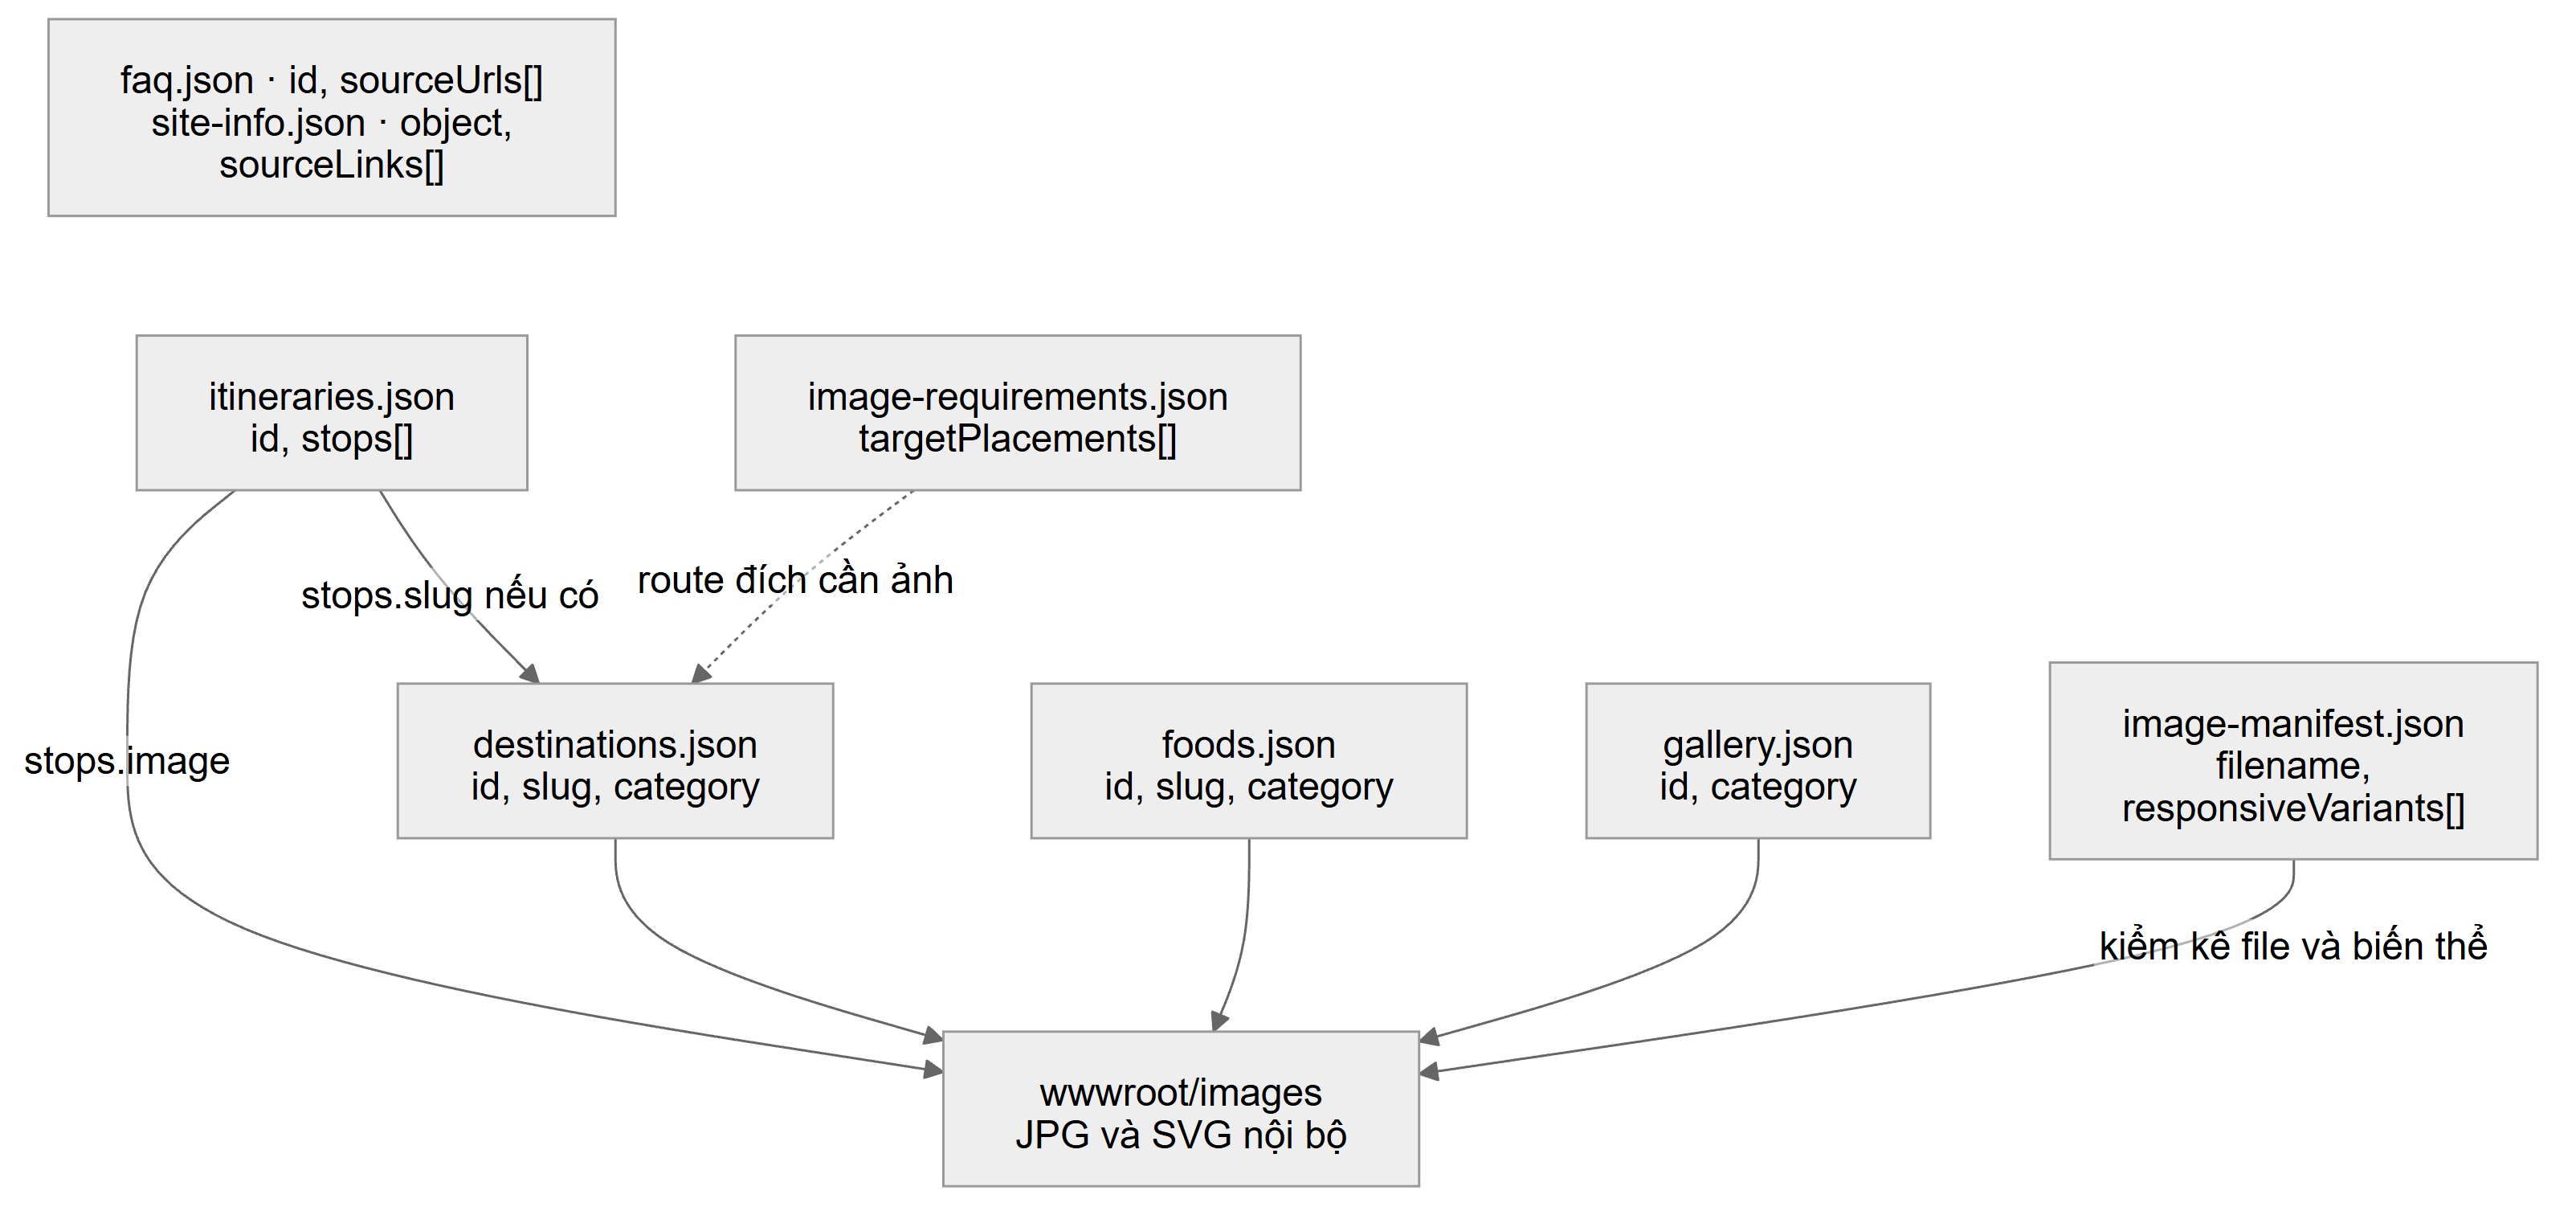 faq.json · id, sourceUrls[]
site-info.json · object,
sourceLinks[]
itineraries.json
id, stops[]
image-requirements.json
targetPlacements[]
stops.slug nếu có
route đích cần ảnh
stops.image
destinations.json
id, slug, category
foods.json
id, slug, category
gallery.json
id, category
image-manifest.json
filename,
responsiveVariants[]
kiểm kê file và biến thể
wwwroot/images
JPG và SVG nội bộ